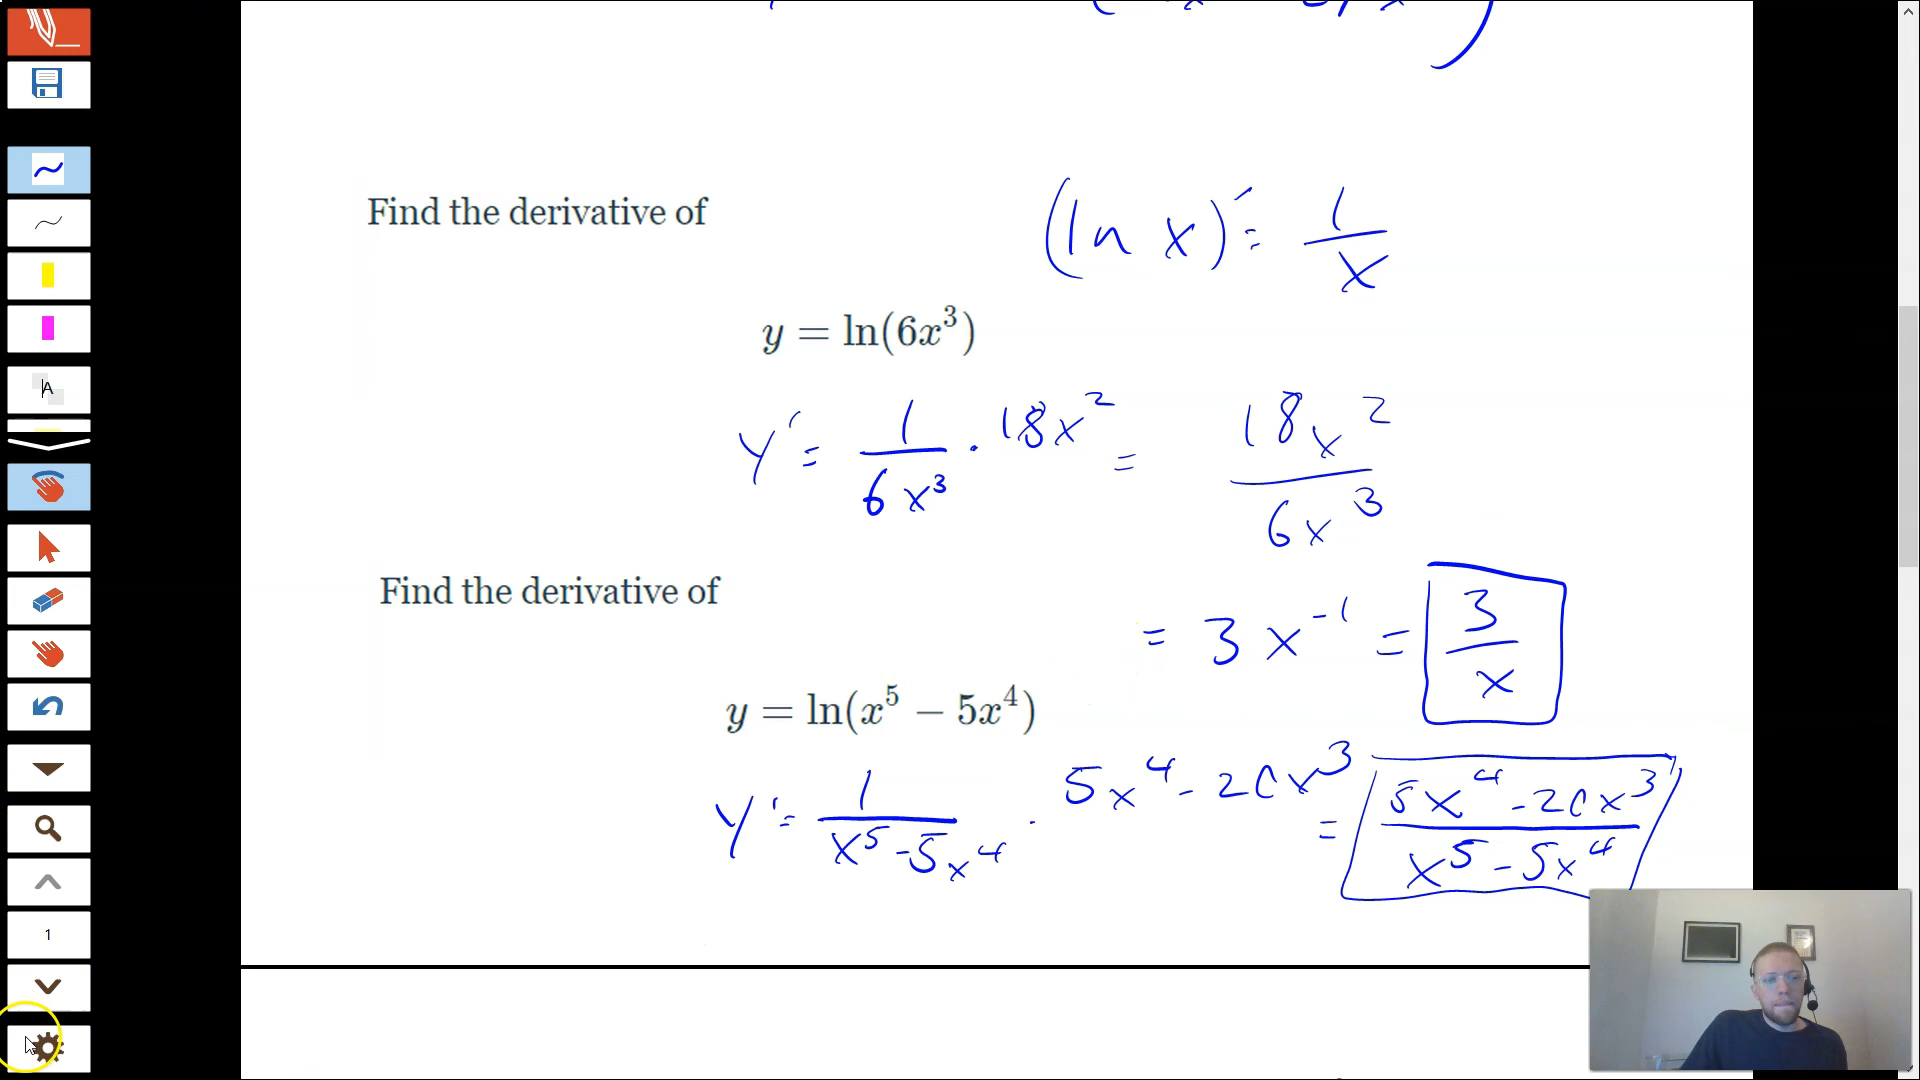 Find the derivative of
(ln x)' = 1/x
y = ln(6x³)
y' = 1/6x³ · 18x² = 18x²/6x³
Find the derivative of
= 3x⁻¹ = 3/x
y = ln(x⁵ − 5x⁴)
y' = 1/x⁵-5x⁴ · 5x⁴-20x³ = 5x⁴-20x³/x⁵-5x⁴
A
1